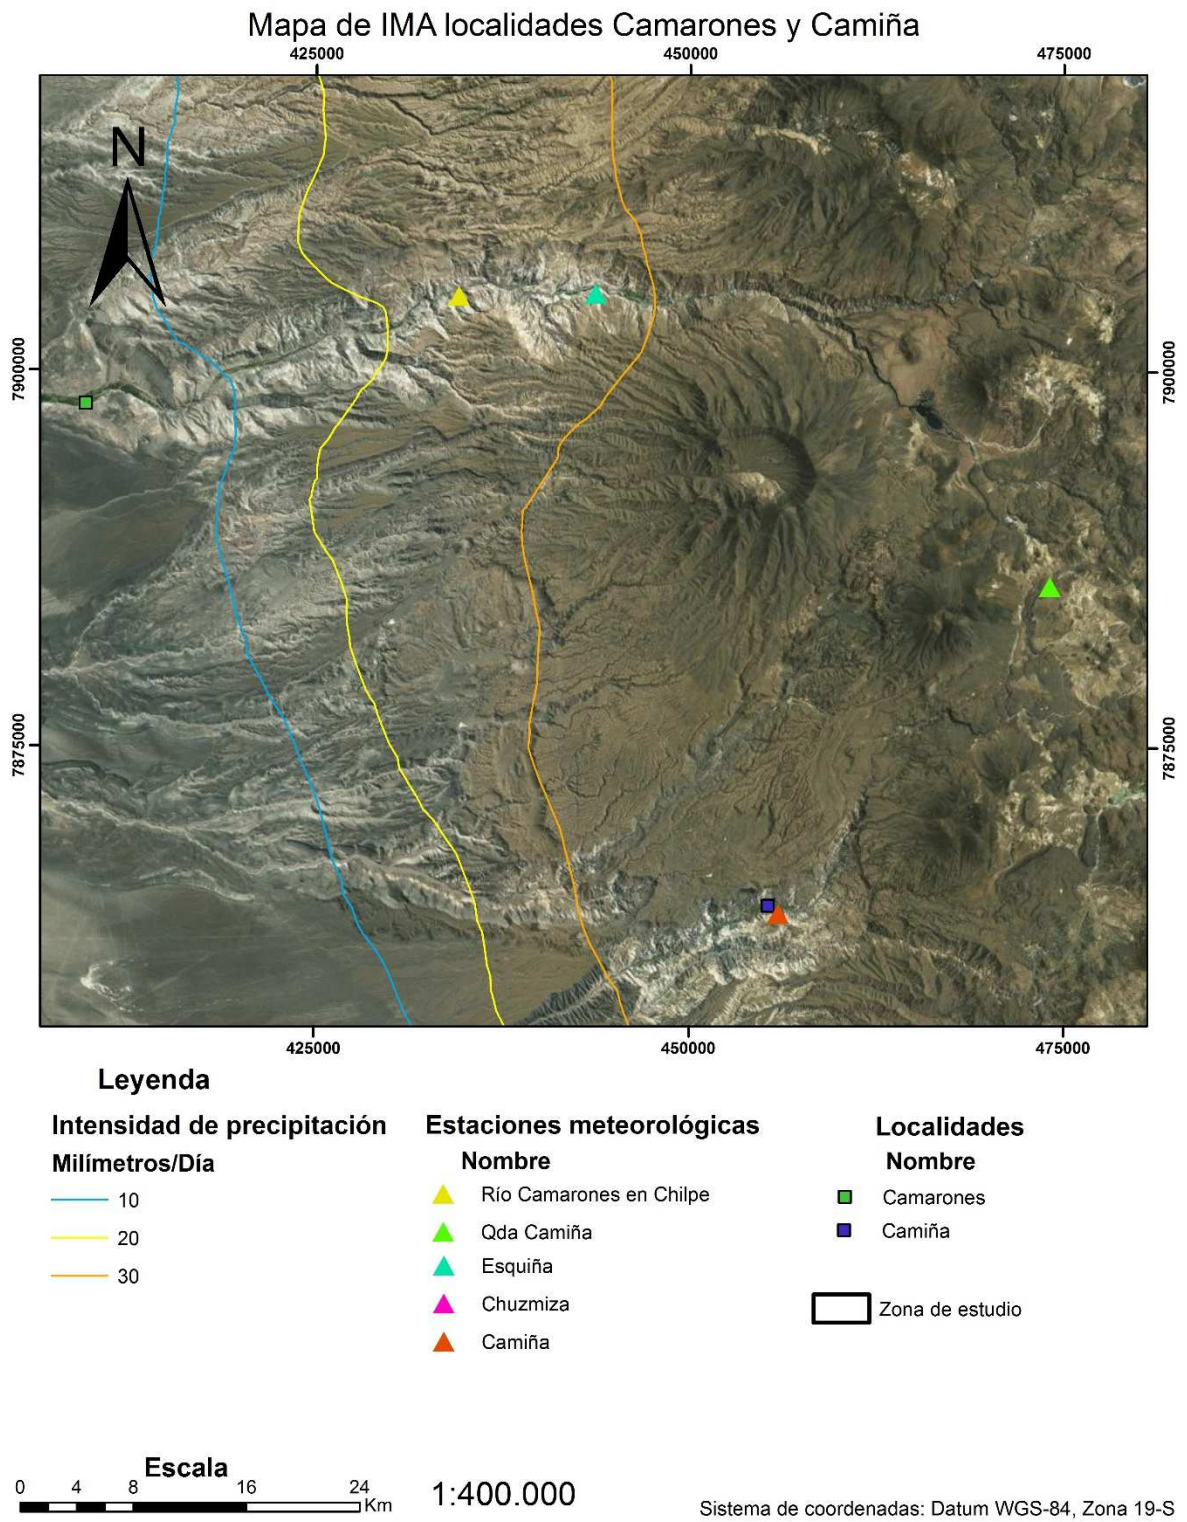 Mapa de IMA localidades Camarones y Camiña
425000 450000 475000
N
7900000 7900000
7875000 7875000
425000 450000 475000
Leyenda
Intensidad de precipitación
Milímetros/Día
10
20
30
Estaciones meteorológicas
Nombre
Río Camarones en Chilpe
Qda Camiña
Esquiña
Chuzmiza
Camiña
Localidades
Nombre
Camarones
Camiña
Zona de estudio
Escala
0 4 8 16 24
Km
1:400.000
Sistema de coordenadas: Datum WGS-84, Zona 19-S